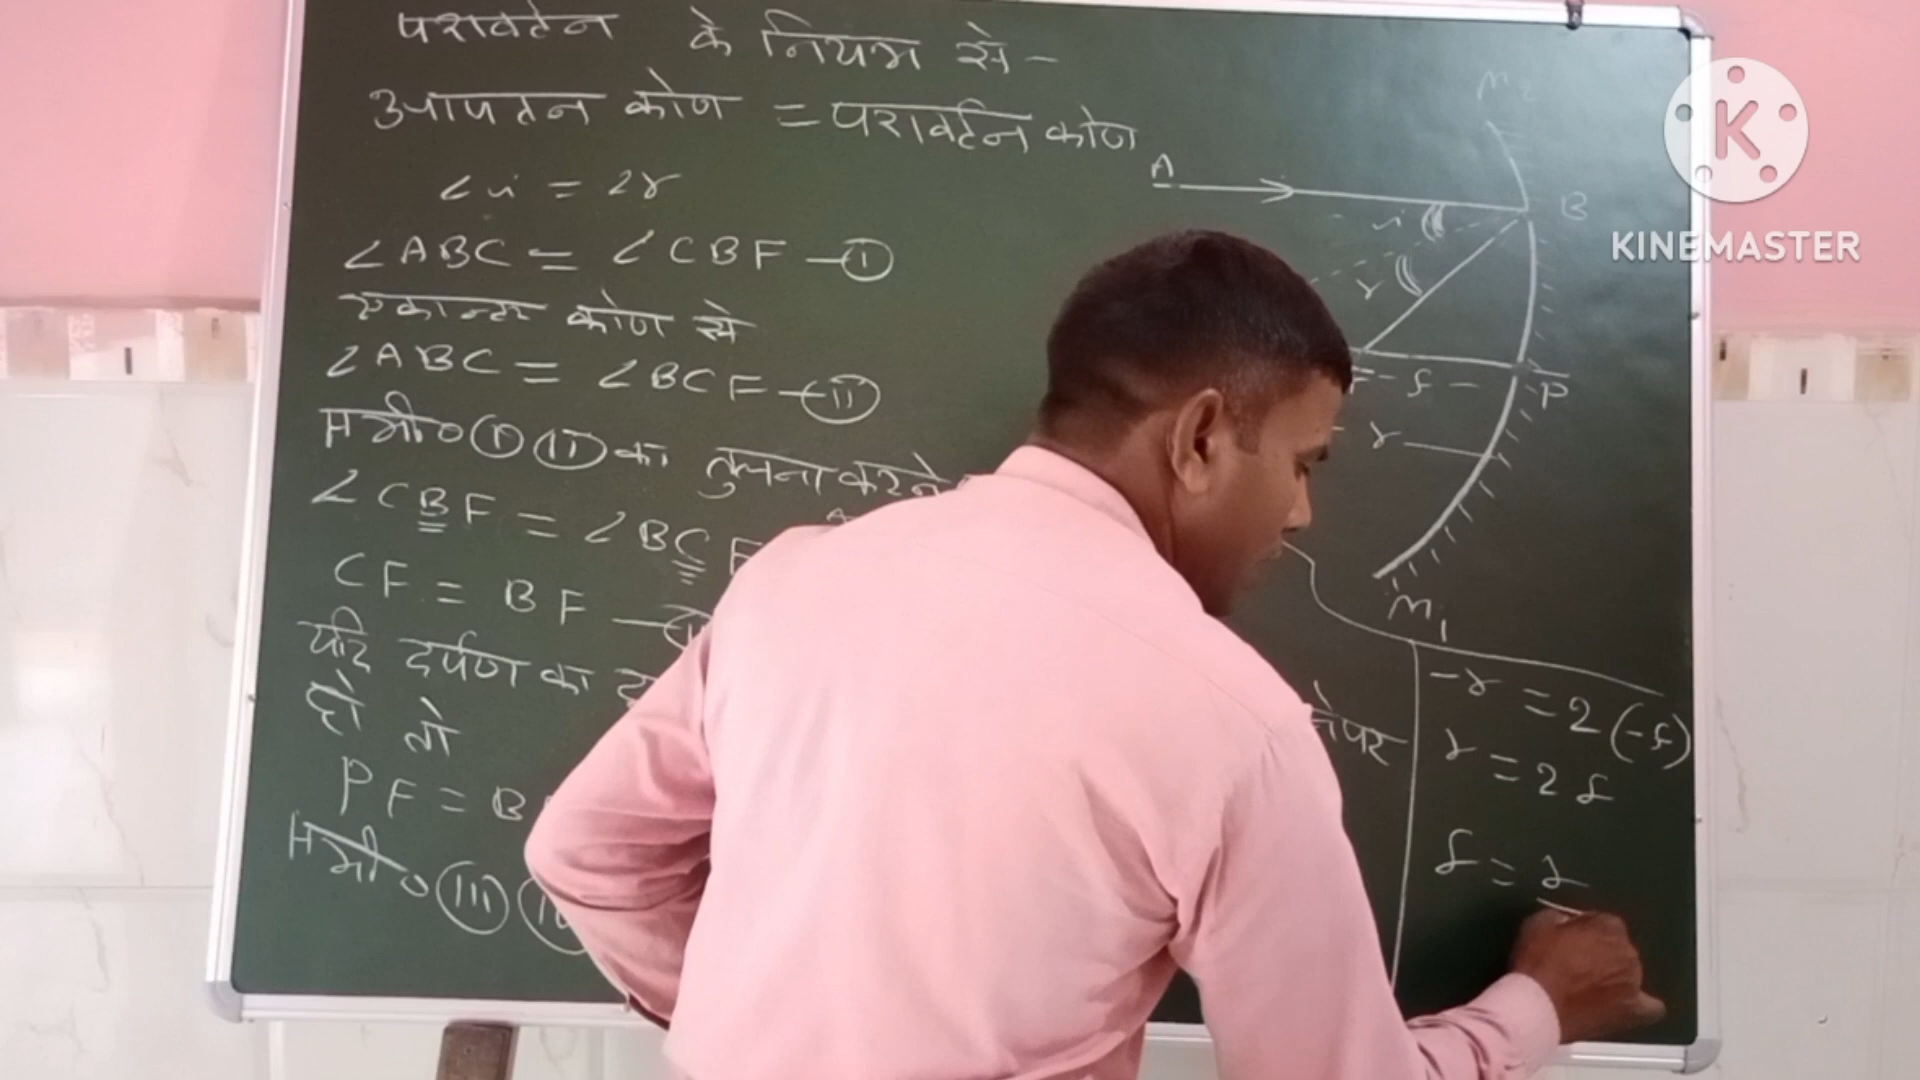 परावर्तन के नियम से -
आपतन कोण = परावर्तन कोण
∠i = ∠r
∠ABC = ∠CBF - (I)
एकान्तर कोण से
∠ABC = ∠BCF - (II)
समी० (I) (II) का तुलना करने
∠CBF = ∠BCF
CF = BF - (III)
यदि दर्पण का
हो तो
PF = B
समी० (III)
M2
A
B
i
r
f
P
r
M1
-r = 2(-f)
r = 2f
f = r
K
KINEMASTER